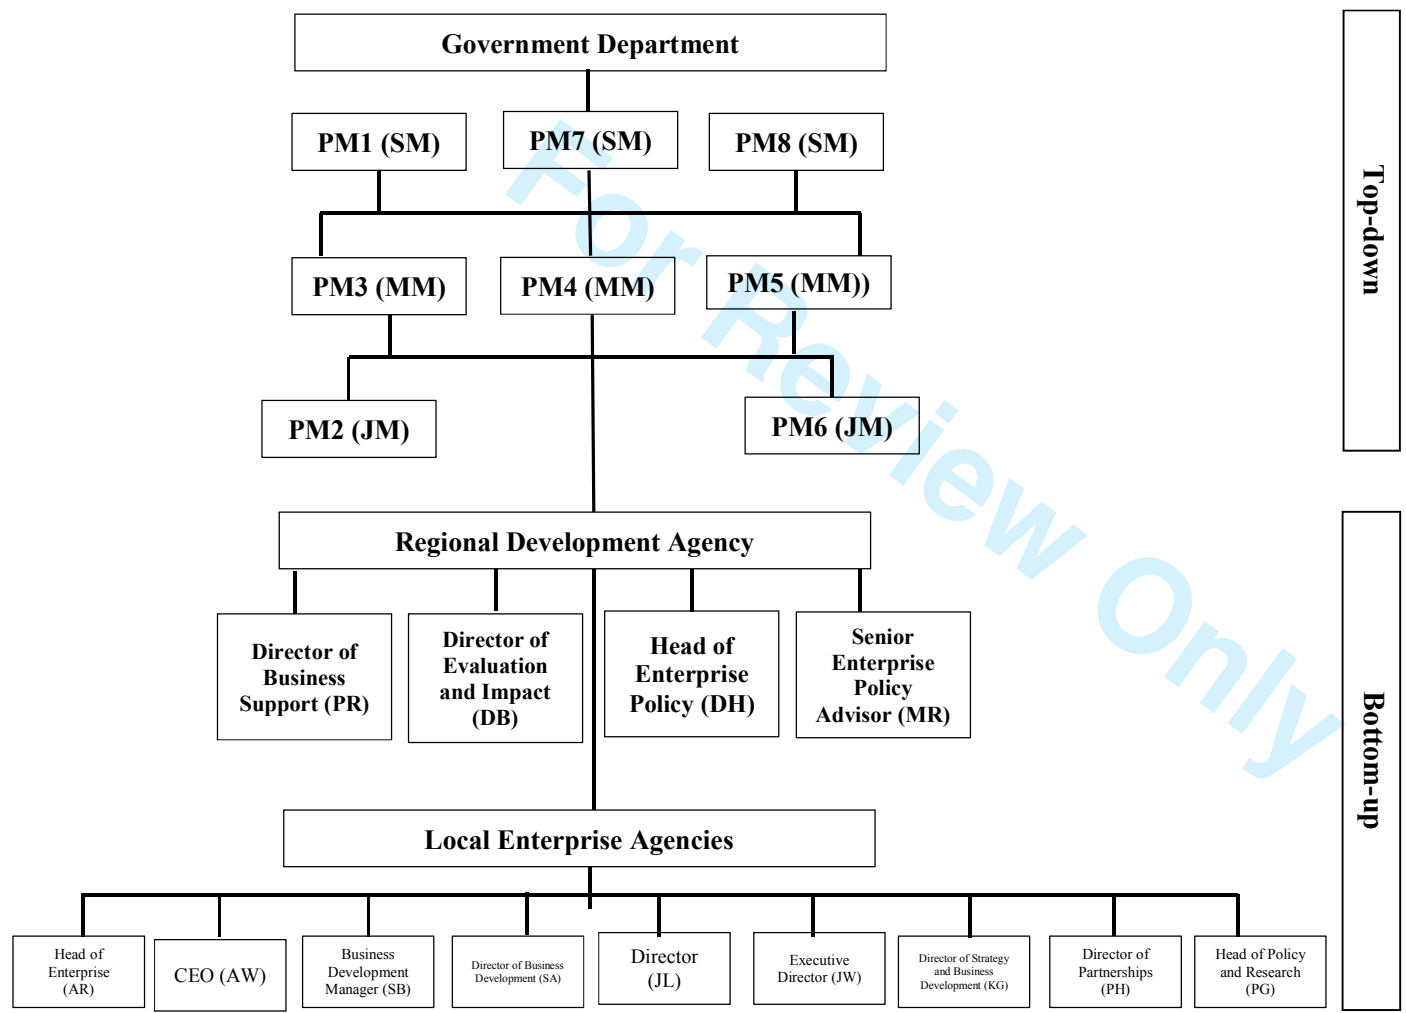 Government Department
PM1 (SM)
PM7 (SM)
PM8 (SM)
PM3 (MM)
PM4 (MM)
PM5 (MM))
PM2 (JM)
PM6 (JM)
Top-down
Regional Development Agency
Director of
Business
Support (PR)
Director of
Evaluation
and Impact
(DB)
Head of
Enterprise
Policy (DH)
Senior
Enterprise
Policy
Advisor (MR)
Local Enterprise Agencies
Head of
Enterprise
(AR)
CEO (AW)
Business
Development
Manager (SB)
Director of Business
Development (SA)
Director
(JL)
Executive
Director (JW)
Director of Strategy
and Business
Development (KG)
Director of
Partnerships
(PH)
Head of Policy
and Research
(PG)
Bottom-up
For Review Only